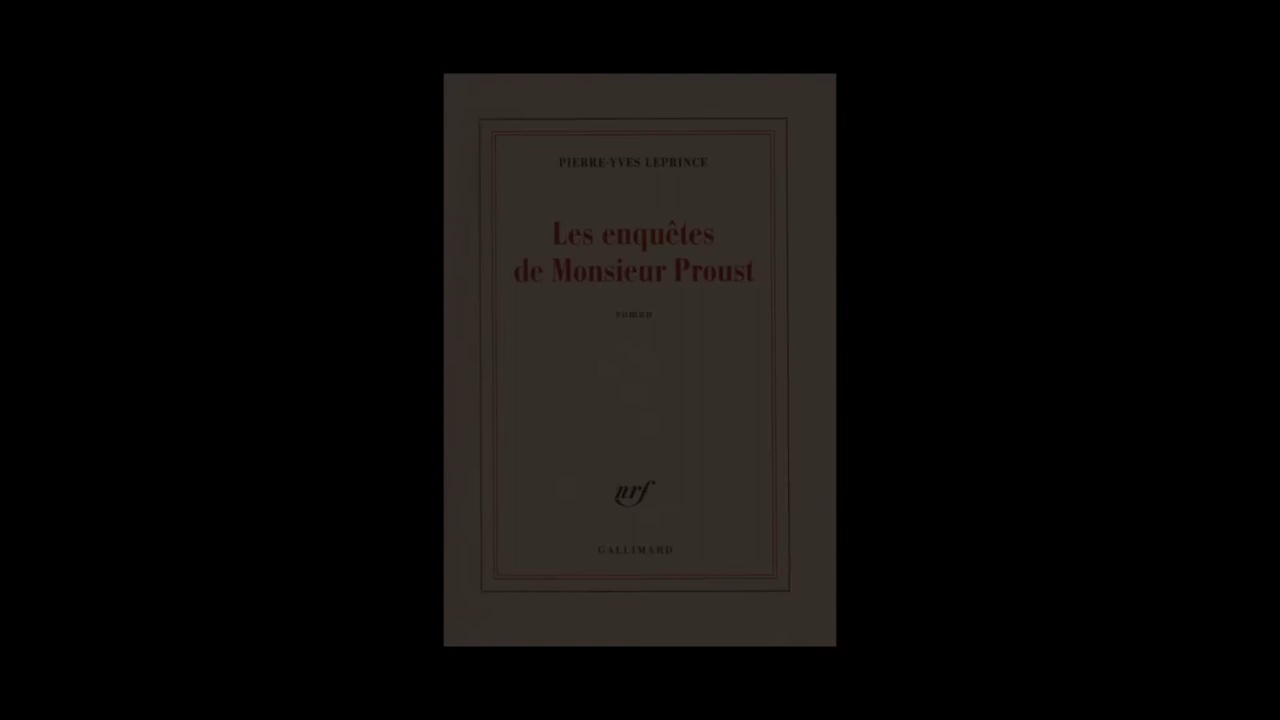 PIERRE-YVES LEPRINCE
Les enquêtes
de Monsieur Proust
roman
nrf
GALLIMARD